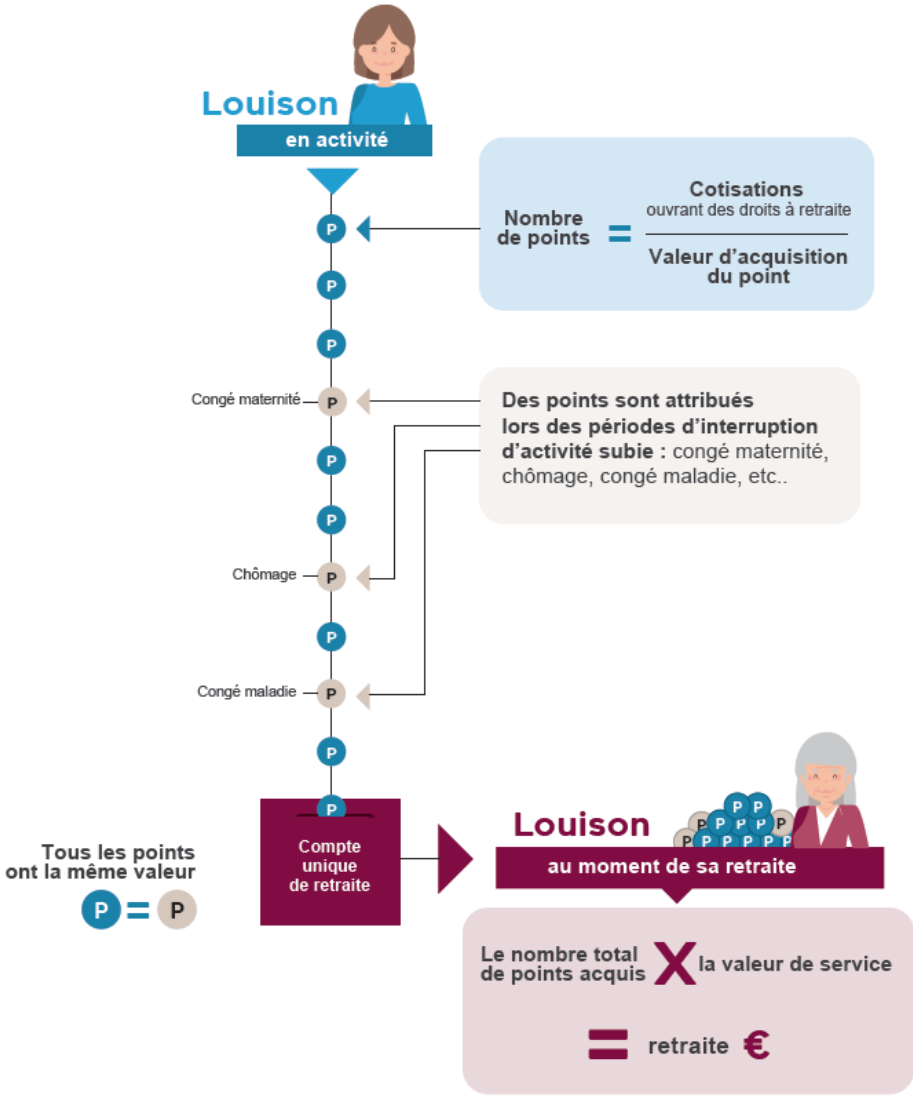 Louison
en activité
P
Nombre
de points
=
Cotisations
ouvrant des droits à retraite
Valeur d'acquisition
du point
P
P
Congé maternité
P
Des points sont attribués
lors des périodes d'interruption
d'activité subie : congé maternité,
chômage, congé maladie, etc..
P
P
Chômage
P
P
Congé maladie
P
P
P
Compte
unique
de retraite
Tous les points
ont la même valeur
P = P
P P
P P P P P
P P P P P P
Louison
au moment de sa retraite
Le nombre total
de points acquis
X
la valeur de service
= retraite €